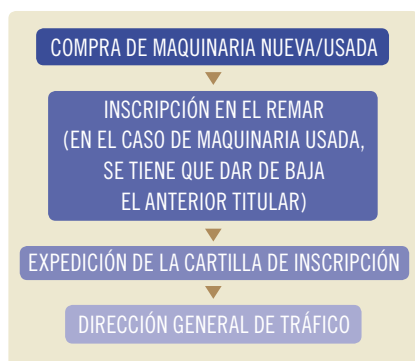 COMPRA DE MAQUINARIA NUEVA/USADA
INSCRIPCIÓN EN EL REMAR
(EN EL CASO DE MAQUINARIA USADA,
SE TIENE QUE DAR DE BAJA
EL ANTERIOR TITULAR)
EXPEDICIÓN DE LA CARTILLA DE INSCRIPCIÓN
DIRECCIÓN GENERAL DE TRÁFICO